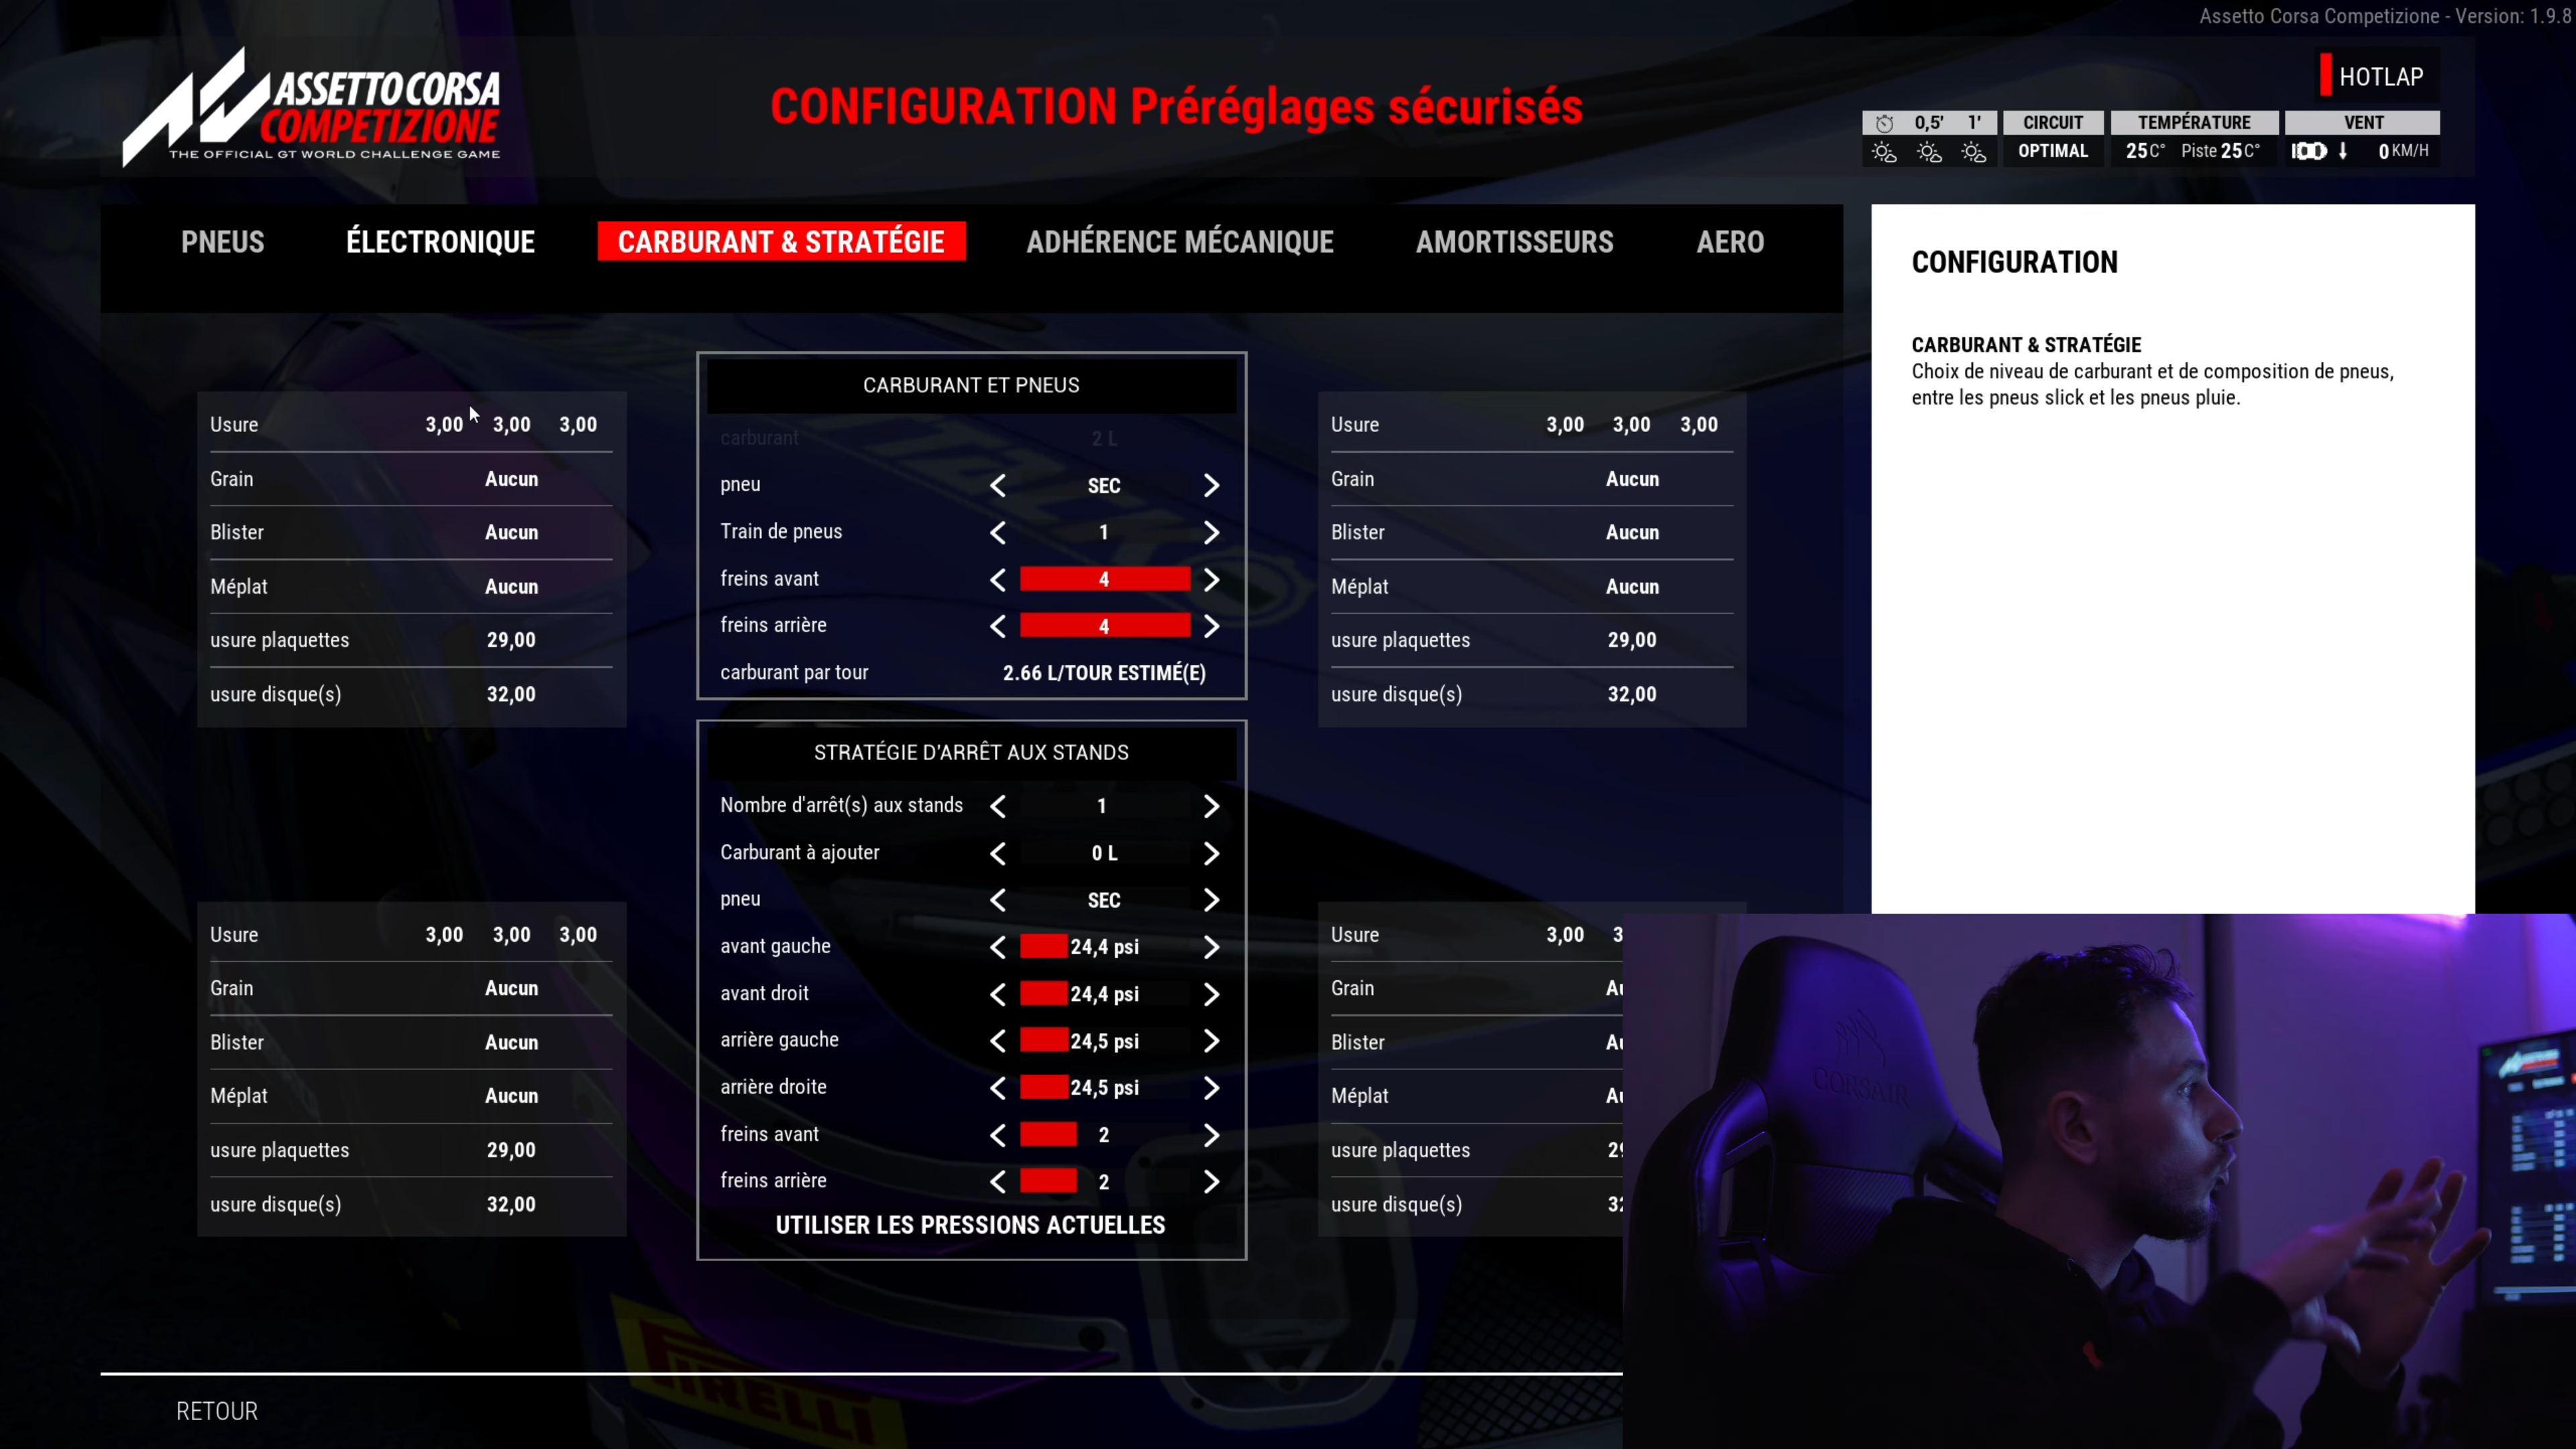 Assetto Corsa Competizione - Version: 1.9.8
ASSETTO CORSA
COMPETIZIONE
THE OFFICIAL GT WORLD CHALLENGE GAME
CONFIGURATION Préréglages sécurisés
HOTLAP
0,5' 1' CIRCUIT TEMPÉRATURE VENT
OPTIMAL 25 C° Piste 25 C° 0 KM/H
PNEUS ÉLECTRONIQUE CARBURANT & STRATÉGIE ADHÉRENCE MÉCANIQUE AMORTISSEURS AERO
CONFIGURATION
CARBURANT & STRATÉGIE
Choix de niveau de carburant et de composition de pneus,
entre les pneus slick et les pneus pluie.
Usure 3,00 3,00 3,00
Grain Aucun
Blister Aucun
Méplat Aucun
usure plaquettes 29,00
usure disque(s) 32,00
CARBURANT ET PNEUS
carburant 2 L
pneu SEC
Train de pneus 1
freins avant 4
freins arrière 4
carburant par tour 2.66 L/TOUR ESTIMÉ(E)
Usure 3,00 3,00 3,00
Grain Aucun
Blister Aucun
Méplat Aucun
usure plaquettes 29,00
usure disque(s) 32,00
STRATÉGIE D'ARRÊT AUX STANDS
Nombre d'arrêt(s) aux stands 1
Carburant à ajouter 0 L
pneu SEC
avant gauche 24,4 psi
avant droit 24,4 psi
arrière gauche 24,5 psi
arrière droite 24,5 psi
freins avant 2
freins arrière 2
UTILISER LES PRESSIONS ACTUELLES
Usure 3,00 3,00 3,00
Grain Aucun
Blister Aucun
Méplat Aucun
usure plaquettes 29,00
usure disque(s) 32,00
Usure 3,00
Grain
Blister
Méplat
usure plaquettes
usure disque(s)
CORSAIR
PIRELLI
RETOUR